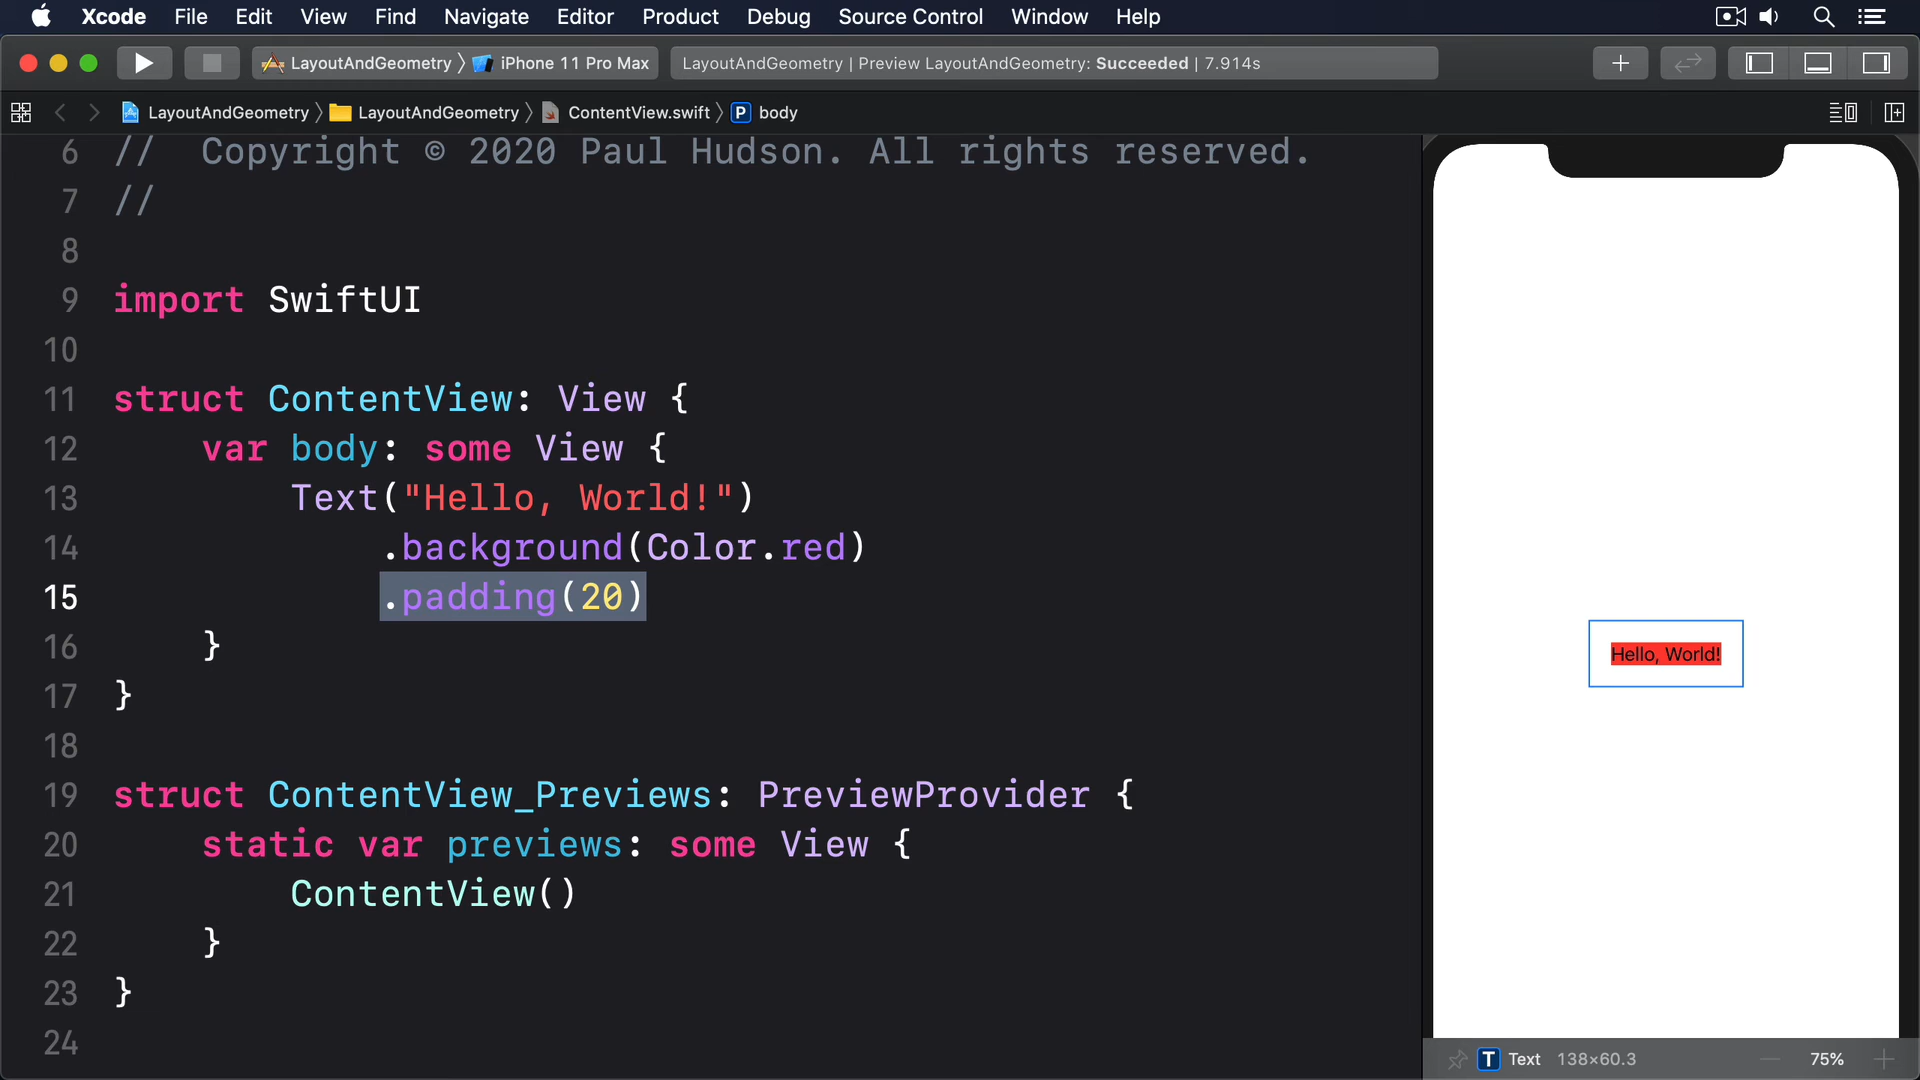 Xcode File Edit View Find Navigate Editor Product Debug Source Control Window Help
LayoutAndGeometry 〉 iPhone 11 Pro Max LayoutAndGeometry | Preview LayoutAndGeometry: Succeeded | 7.914s
LayoutAndGeometry 〉 LayoutAndGeometry 〉 ContentView.swift 〉 P body
6 //  Copyright © 2020 Paul Hudson. All rights reserved.
7 //
8
9 import SwiftUI
10
11 struct ContentView: View {
12     var body: some View {
13         Text("Hello, World!")
14             .background(Color.red)
15             .padding(20)
16     }
17 }
18
19 struct ContentView_Previews: PreviewProvider {
20     static var previews: some View {
21         ContentView()
22     }
23 }
24
Hello, World!
T Text 138×60.3 75%